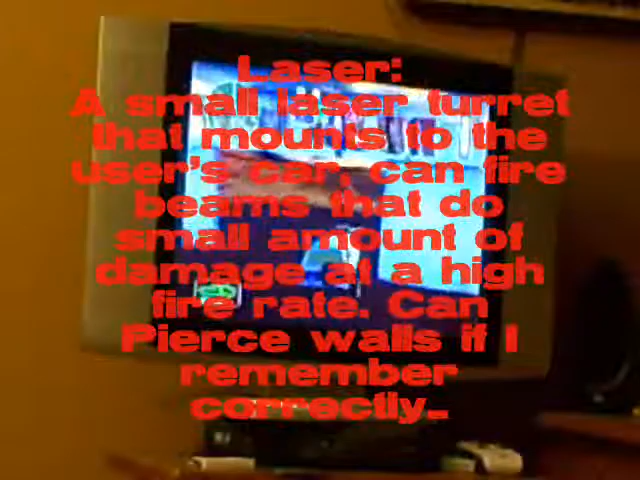 Laser:
A small laser turret
that mounts to the
user's car, can fire
beams that do
small amount of
damage at a high
fire rate. Can
Pierce walls if I
remember
correctly...